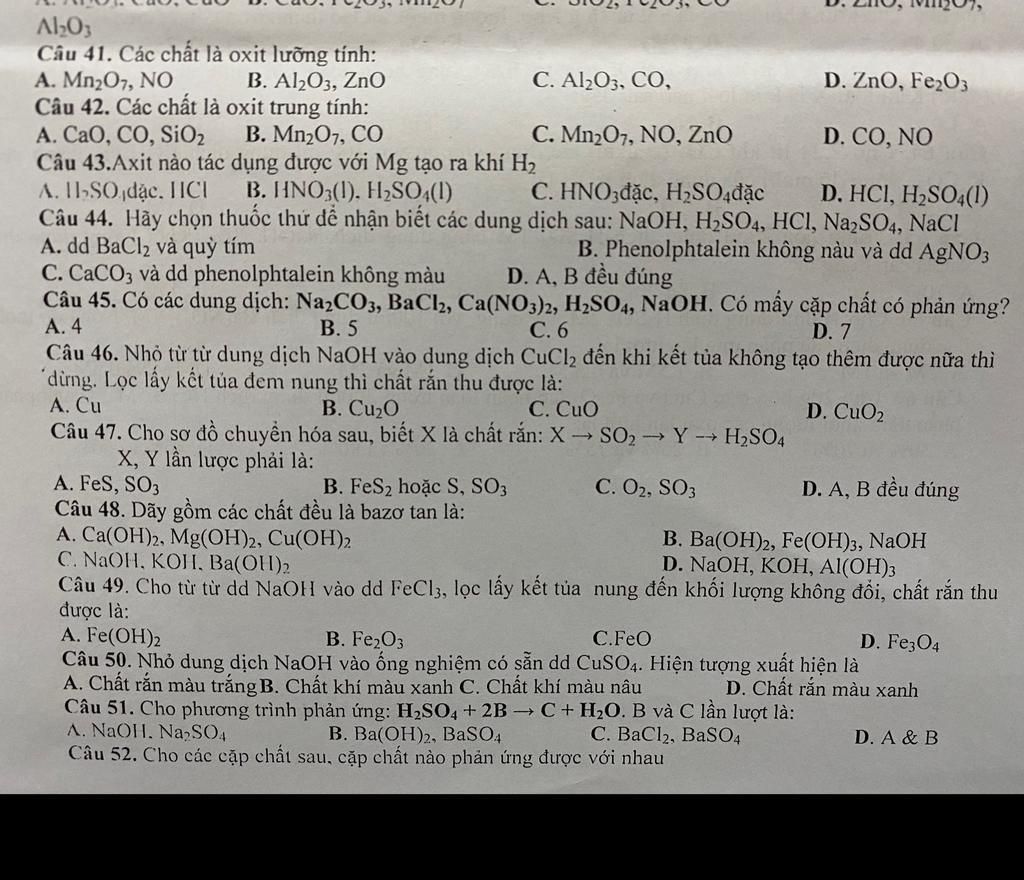 Al₂O₃
Câu 41. Các chất là oxit lưỡng tính:
A. Mn₂O₇, NO B. Al₂O₃, ZnO C. Al₂O₃, CO, D. ZnO, Fe₂O₃
Câu 42. Các chất là oxit trung tính:
A. CaO, CO, SiO₂ B. Mn₂O₇, CO C. Mn₂O₇, NO, ZnO D. CO, NO
Câu 43.Axit nào tác dụng được với Mg tạo ra khí H₂
A. H₂SO₄đặc, HCl B. HNO₃(l), H₂SO₄(l) C. HNO₃đặc, H₂SO₄đặc D. HCl, H₂SO₄(l)
Câu 44. Hãy chọn thuốc thử để nhận biết các dung dịch sau: NaOH, H₂SO₄, HCl, Na₂SO₄, NaCl
A. dd BaCl₂ và quỳ tím B. Phenolphtalein không nàu và dd AgNO₃
C. CaCO₃ và dd phenolphtalein không màu D. A, B đều đúng
Câu 45. Có các dung dịch: Na₂CO₃, BaCl₂, Ca(NO₃)₂, H₂SO₄, NaOH. Có mấy cặp chất có phản ứng?
A. 4 B. 5 C. 6 D. 7
Câu 46. Nhỏ từ từ dung dịch NaOH vào dung dịch CuCl₂ đến khi kết tủa không tạo thêm được nữa thì
dừng. Lọc lấy kết tủa đem nung thì chất rắn thu được là:
A. Cu B. Cu₂O C. CuO D. CuO₂
Câu 47. Cho sơ đồ chuyển hóa sau, biết X là chất rắn: X → SO₂ → Y → H₂SO₄
X, Y lần lược phải là:
A. FeS, SO₃ B. FeS₂ hoặc S, SO₃ C. O₂, SO₃ D. A, B đều đúng
Câu 48. Dãy gồm các chất đều là bazơ tan là:
A. Ca(OH)₂, Mg(OH)₂, Cu(OH)₂ B. Ba(OH)₂, Fe(OH)₃, NaOH
C. NaOH, KOH, Ba(OH)₂ D. NaOH, KOH, Al(OH)₃
Câu 49. Cho từ từ dd NaOH vào dd FeCl₃, lọc lấy kết tủa nung đến khối lượng không đổi, chất rắn thu
được là:
A. Fe(OH)₂ B. Fe₂O₃ C.FeO D. Fe₃O₄
Câu 50. Nhỏ dung dịch NaOH vào ống nghiệm có sẵn dd CuSO₄. Hiện tượng xuất hiện là
A. Chất rắn màu trắng B. Chất khí màu xanh C. Chất khí màu nâu D. Chất rắn màu xanh
Câu 51. Cho phương trình phản ứng: H₂SO₄ + 2B → C + H₂O. B và C lần lượt là:
A. NaOH, Na₂SO₄ B. Ba(OH)₂, BaSO₄ C. BaCl₂, BaSO₄ D. A & B
Câu 52. Cho các cặp chất sau, cặp chất nào phản ứng được với nhau